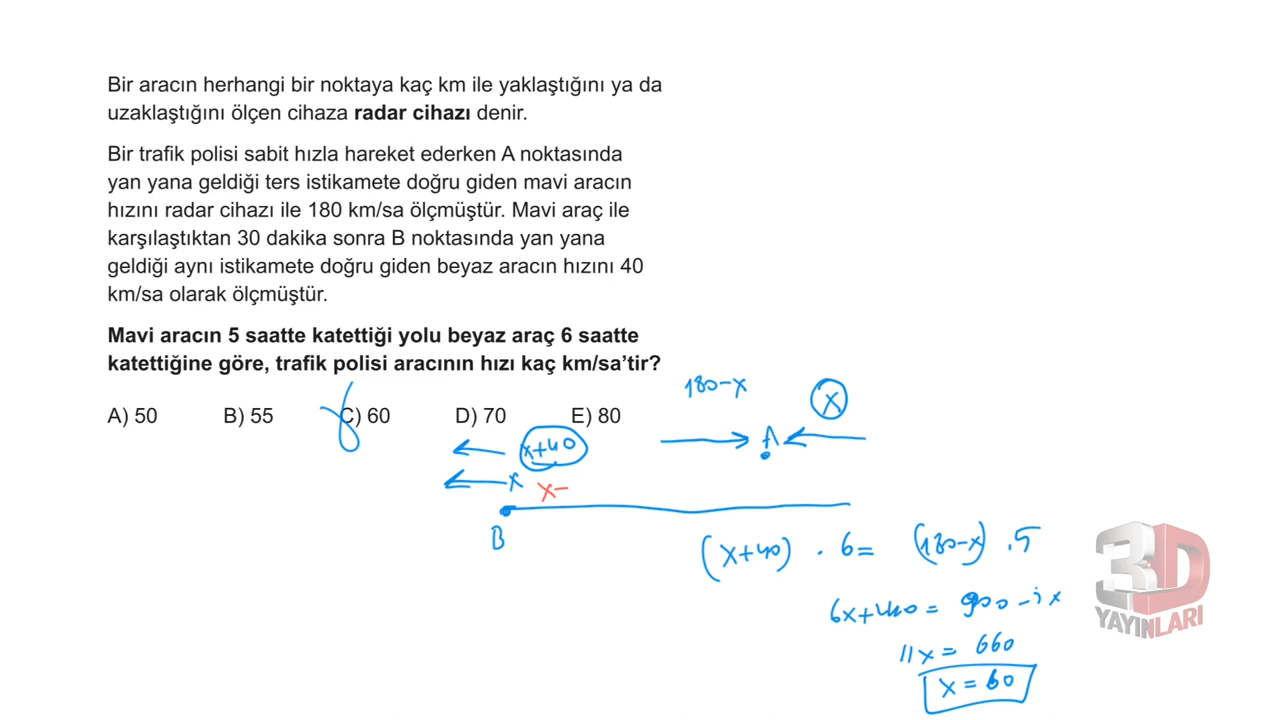 Bir aracın herhangi bir noktaya kaç km ile yaklaştığını ya da
uzaklaştığını ölçen cihaza radar cihazı denir.
Bir trafik polisi sabit hızla hareket ederken A noktasında
yan yana geldiği ters istikamete doğru giden mavi aracın
hızını radar cihazı ile 180 km/sa ölçmüştür. Mavi araç ile
karşılaştıktan 30 dakika sonra B noktasında yan yana
geldiği aynı istikamete doğru giden beyaz aracın hızını 40
km/sa olarak ölçmüştür.
Mavi aracın 5 saatte katettiği yolu beyaz araç 6 saatte
katettiğine göre, trafik polisi aracının hızı kaç km/sa'tir?
A) 50 B) 55 C) 60 D) 70 E) 80
180-x x
A
x+40
x
x-
B
(x+40) . 6 = (180-x) .5
6x+240 = 900 -5x
11x = 660
x = 60
3D
YAYINLARI